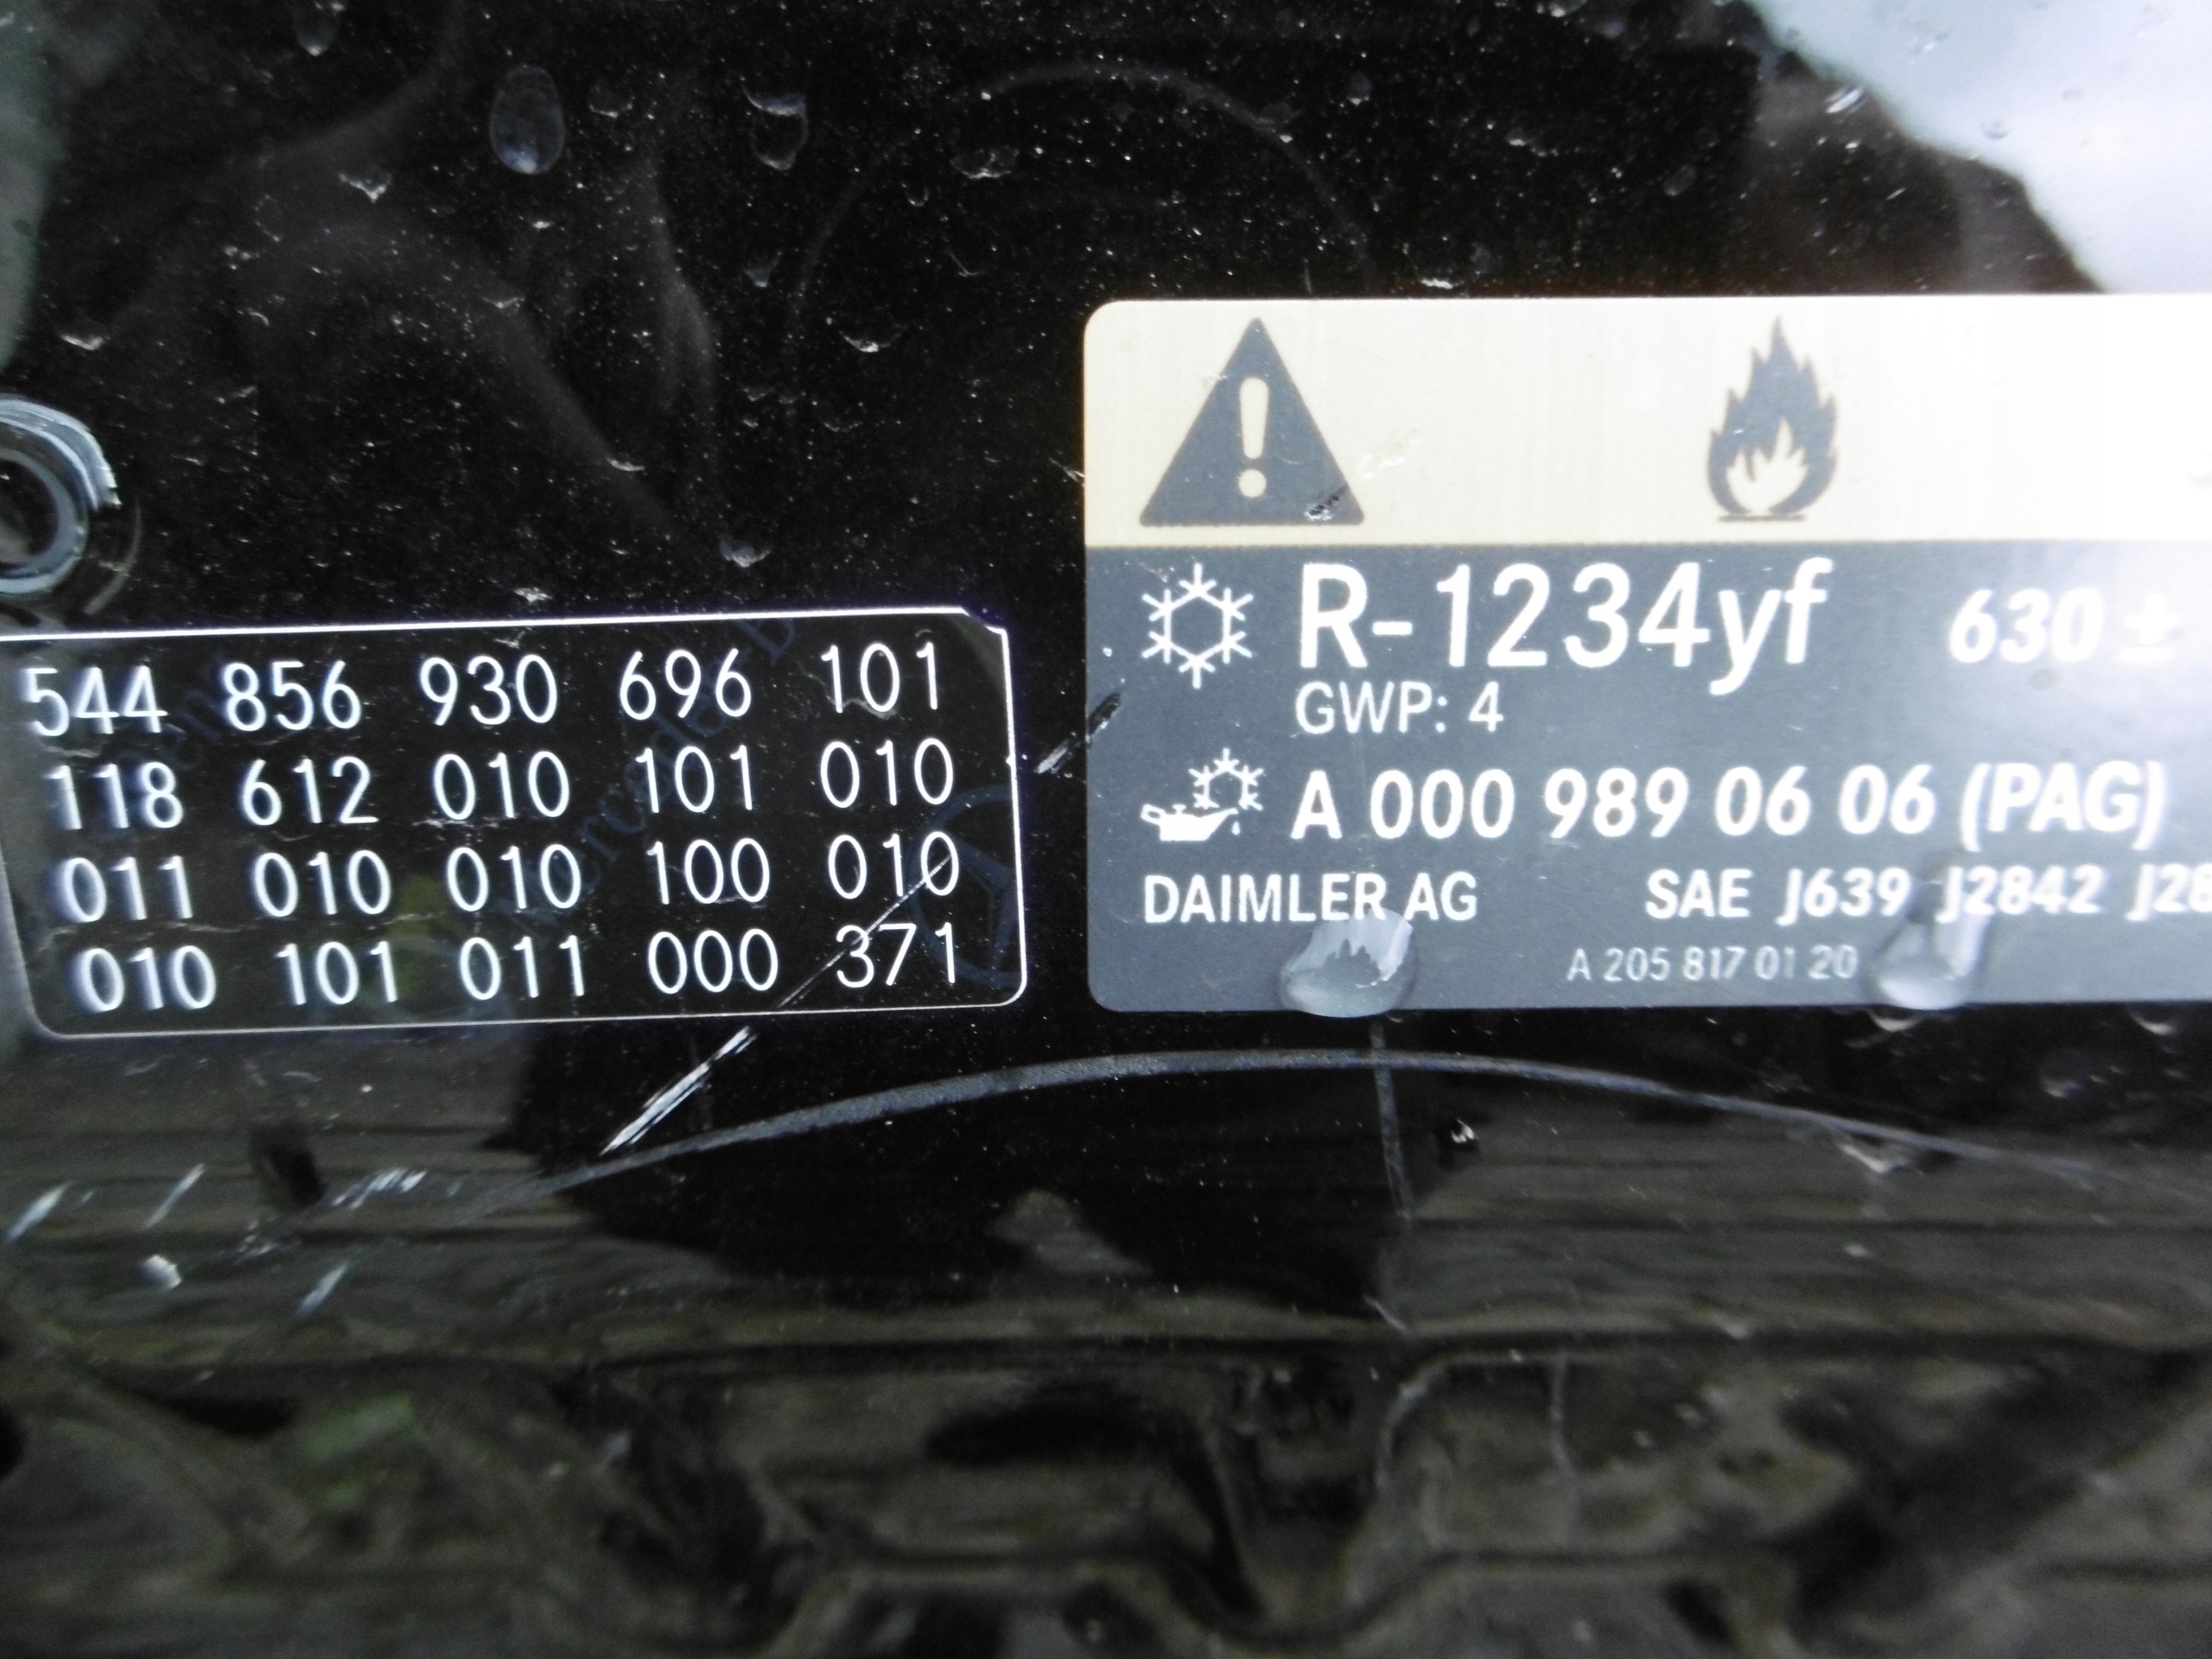 544 856 930 696 101
118 612 010 101 010
011 010 010 100 010
010 101 011 000 371
R-1234yf 630 ±
GWP: 4
A 000 989 06 06 (PAG)
DAIMLER AG SAE J639 J2842
A 205 817 01 20